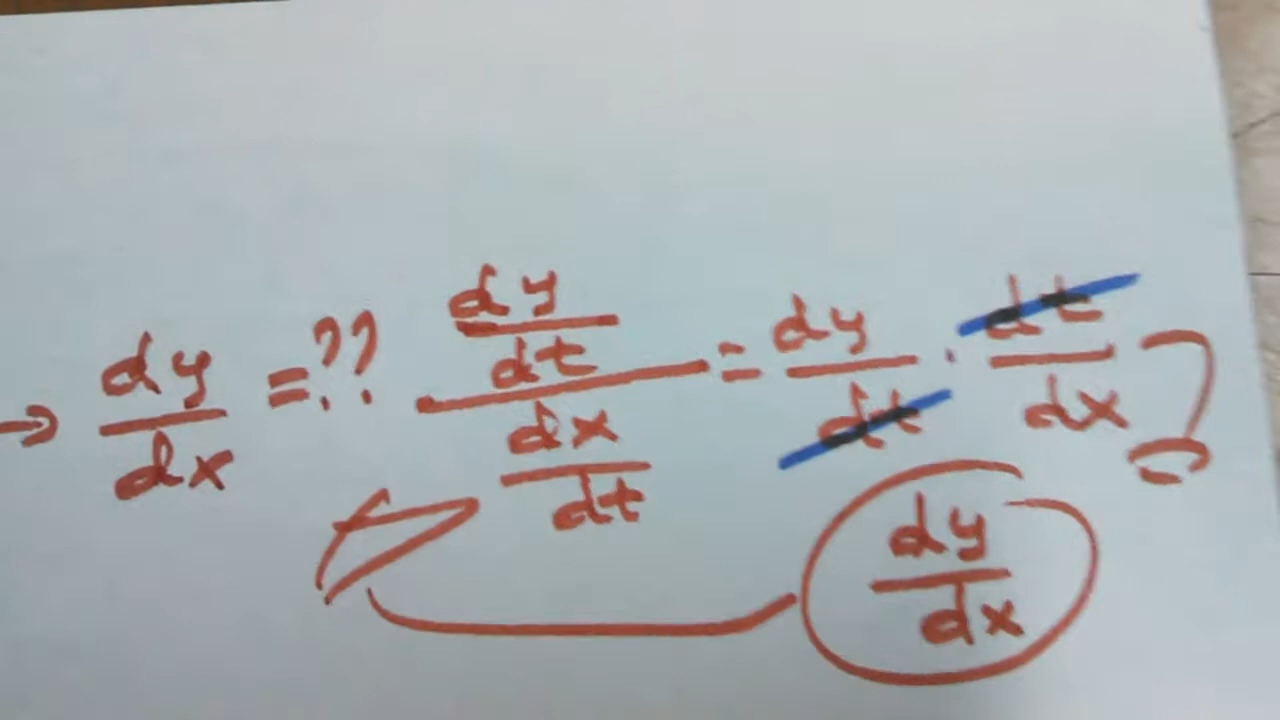 → dy/dx =?? (dy/dt)/(dx/dt) = dy/dt · dt/dx
dy/dx